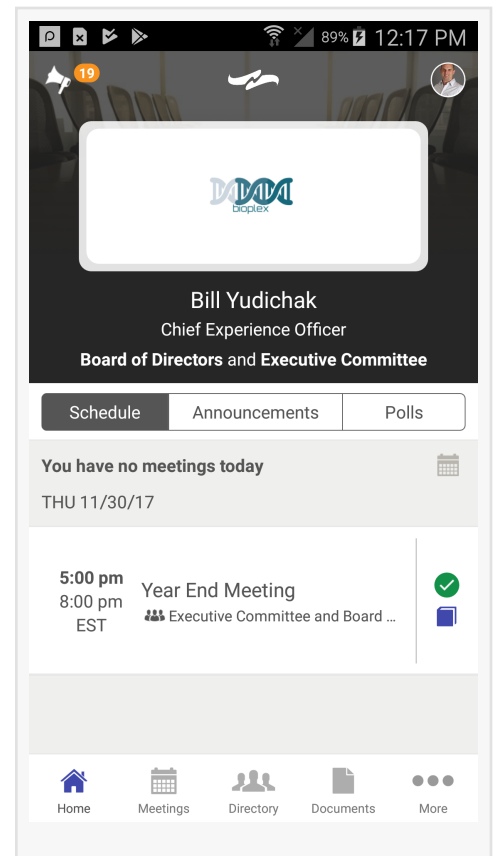 89% 12:17 PM
19
bioplex
Bill Yudichak
Chief Experience Officer
Board of Directors and Executive Committee
Schedule Announcements Polls
You have no meetings today
THU 11/30/17
5:00 pm
8:00 pm
EST
Year End Meeting
Executive Committee and Board ...
Home Meetings Directory Documents More